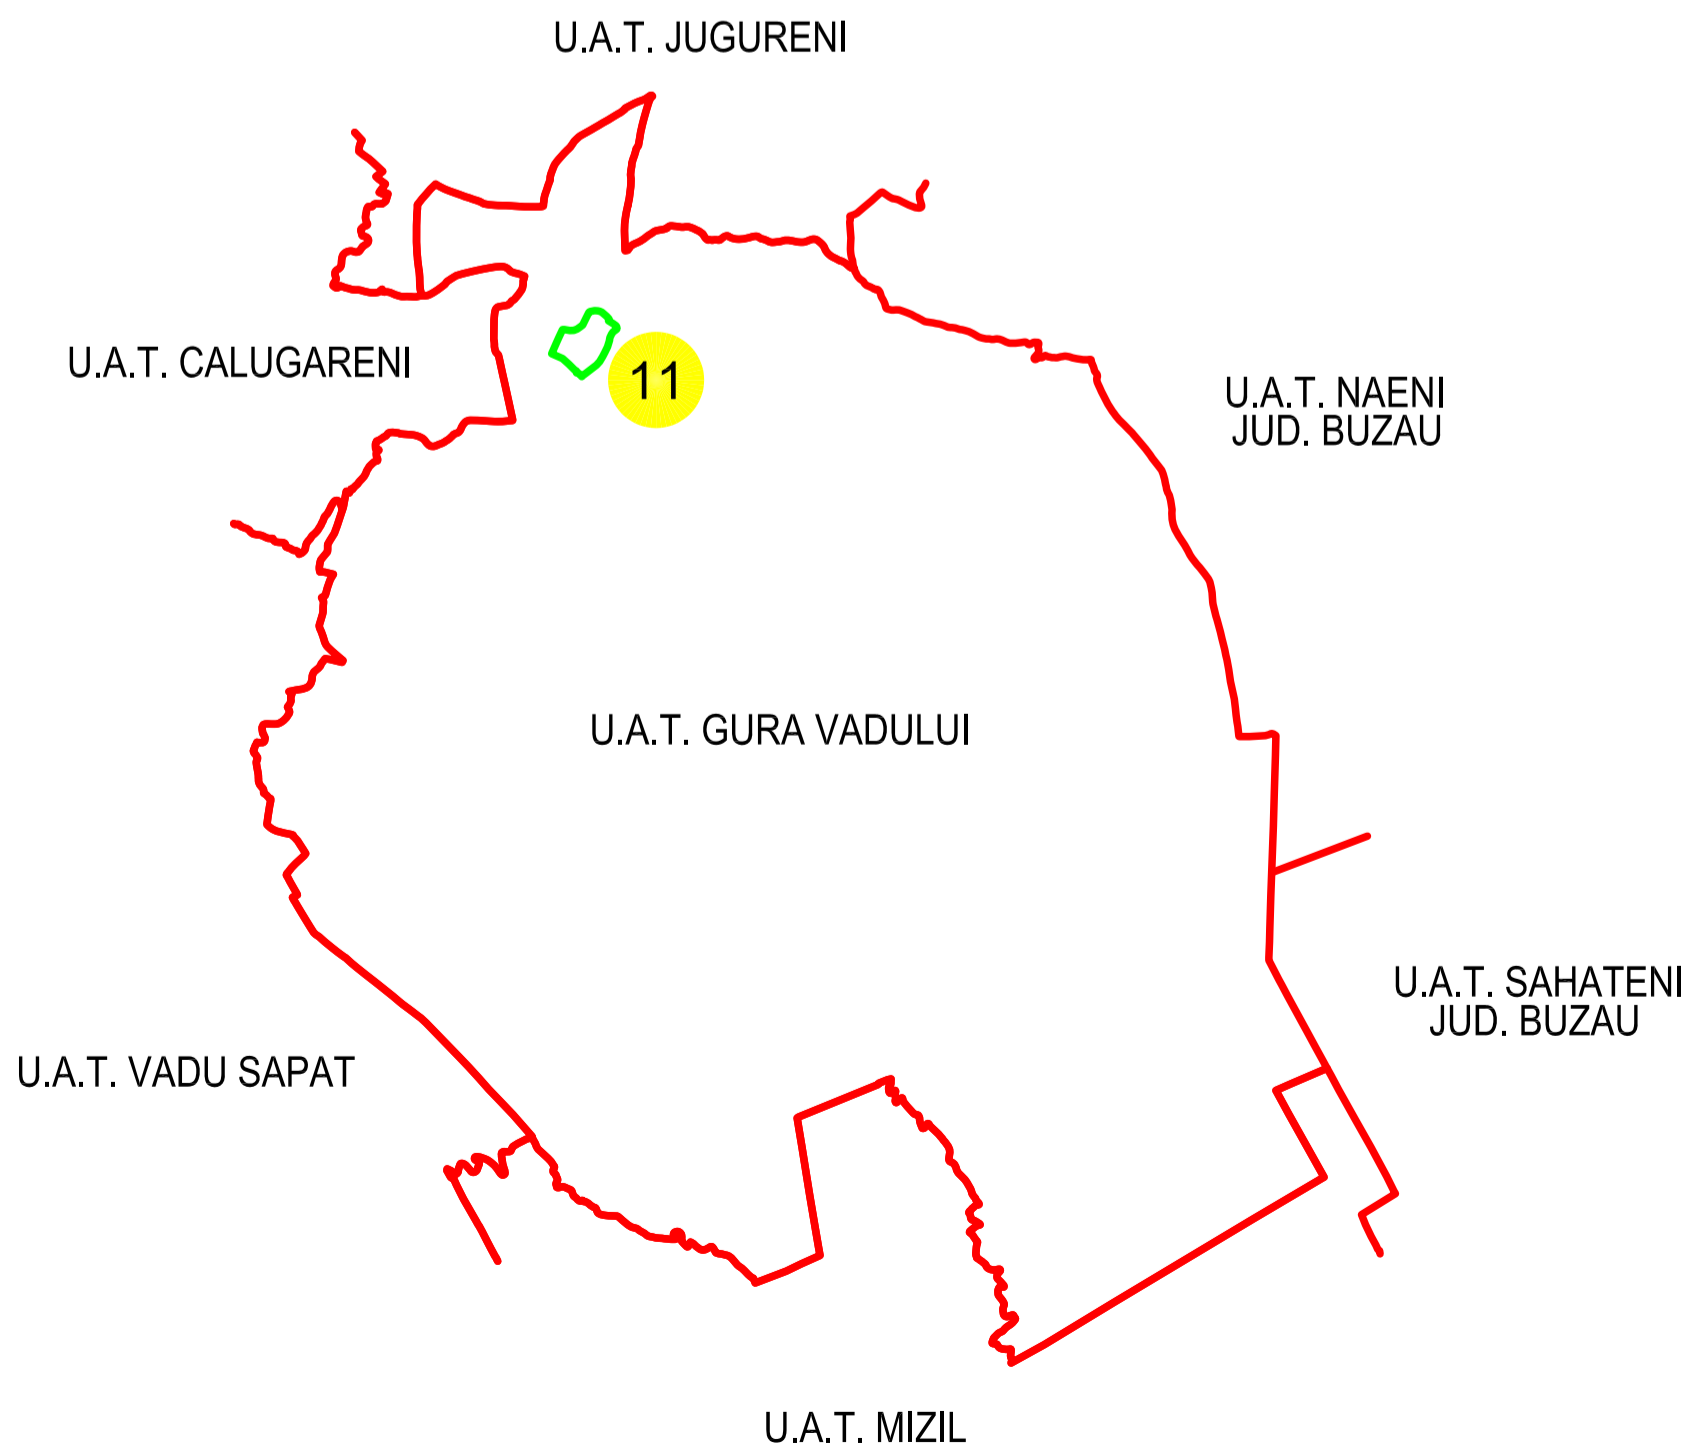 U.A.T. JUGURENI
U.A.T. CALUGARENI
11
U.A.T. NAENI
JUD. BUZAU
U.A.T. GURA VADULUI
U.A.T. SAHATENI
JUD. BUZAU
U.A.T. VADU SAPAT
U.A.T. MIZIL